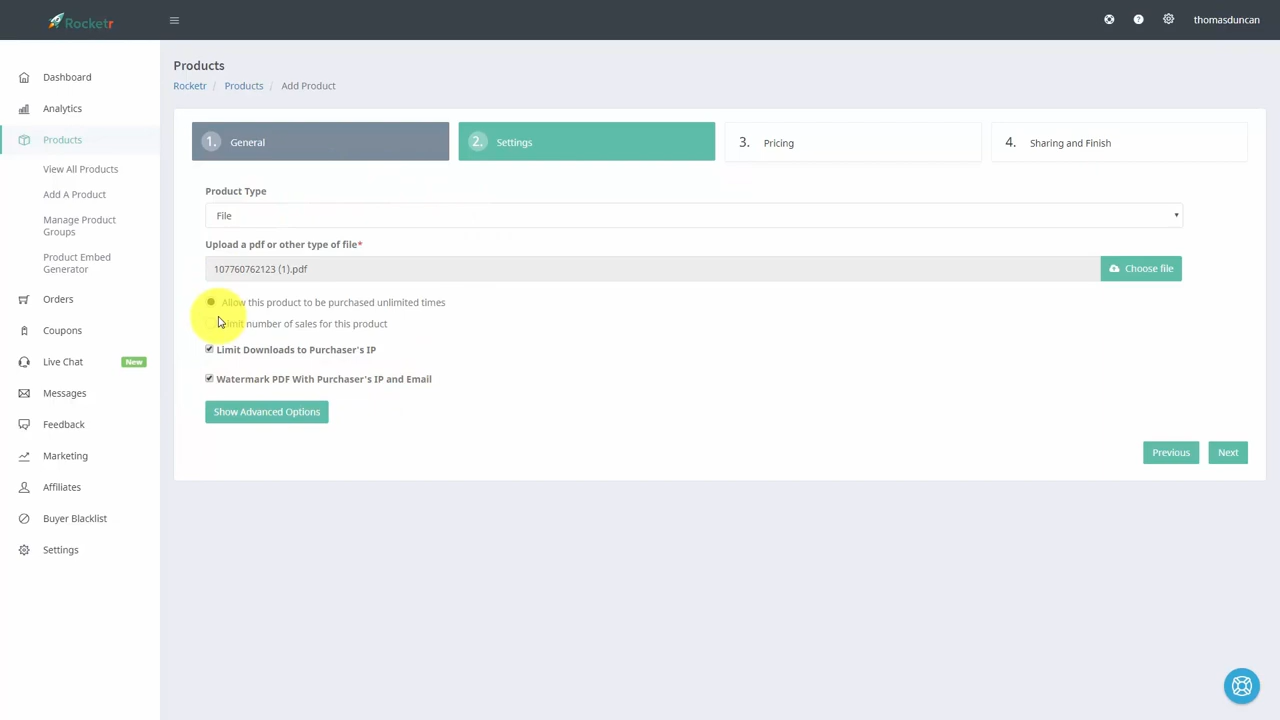 Rocketr
thomasduncan
Dashboard
Analytics
Products
View All Products
Add A Product
Manage Product
Groups
Product Embed
Generator
Orders
Coupons
Live Chat New
Messages
Feedback
Marketing
Affiliates
Buyer Blacklist
Settings
Products
Rocketr / Products / Add Product
1. General
2. Settings
3. Pricing
4. Sharing and Finish
Product Type
File
Upload a pdf or other type of file*
107760762123 (1).pdf
Choose file
Allow this product to be purchased unlimited times
Limit number of sales for this product
Limit Downloads to Purchaser's IP
Watermark PDF With Purchaser's IP and Email
Show Advanced Options
Previous
Next